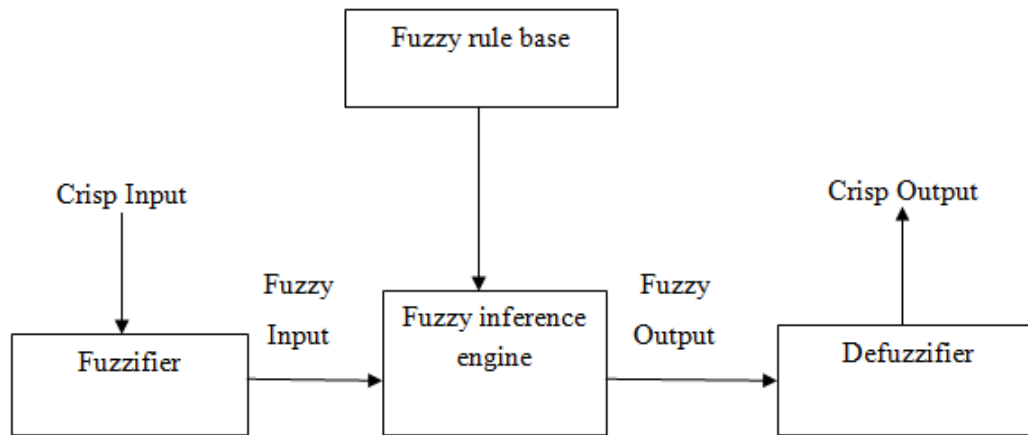 Fuzzy rule base
Crisp Input
Crisp Output
Fuzzy
Input
Fuzzy
Output
Fuzzifier
Fuzzy inference
engine
Defuzzifier